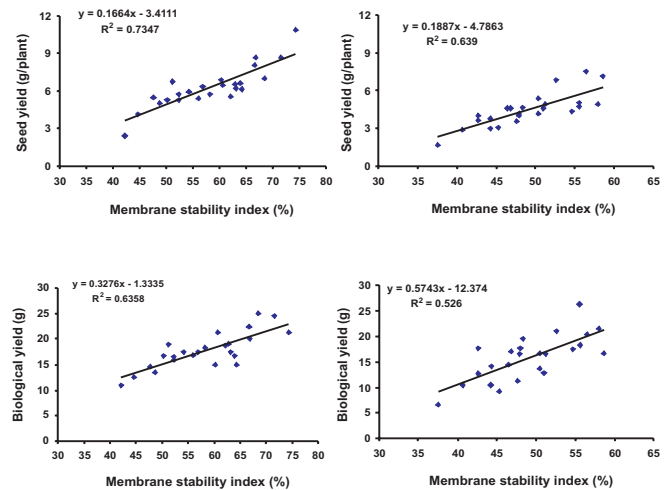 y = 0.1664x - 3.4111
R2 = 0.7347
Seed yield (g/plant)
12
9
6
3
0
30 35 40 45 50 55 60 65 70 75 80
Membrane stability index (%)
y = 0.1887x - 4.7863
R2 = 0.639
Seed yield (g/plant)
12
9
6
3
0
30 35 40 45 50 55 60 65
Membrane stability index (%)
y = 0.3276x - 1.3335
R2 = 0.6358
Biological yield (g)
30
25
20
15
10
5
0
30 35 40 45 50 55 60 65 70 75 80
Membrane stability index (%)
y = 0.5743x - 12.374
R2 = 0.526
Biological yield (g)
30
25
20
15
10
5
0
30 35 40 45 50 55 60 65
Membrane stability index (%)